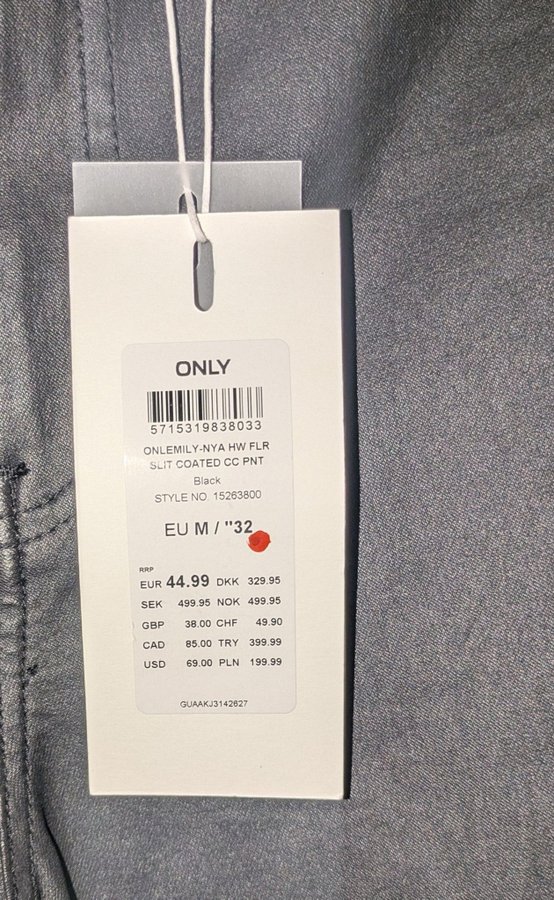 ONLY
5715319838033
ONLEMILY-NYA HW FLR
SLIT COATED CC PNT
Black
STYLE NO. 15263800
EU M / "32
RRP
EUR 44.99 DKK 329.95
SEK 499.95 NOK 499.95
GBP 38.00 CHF 49.90
CAD 85.00 TRY 399.99
USD 69.00 PLN 199.99
GUAAKJ3142627